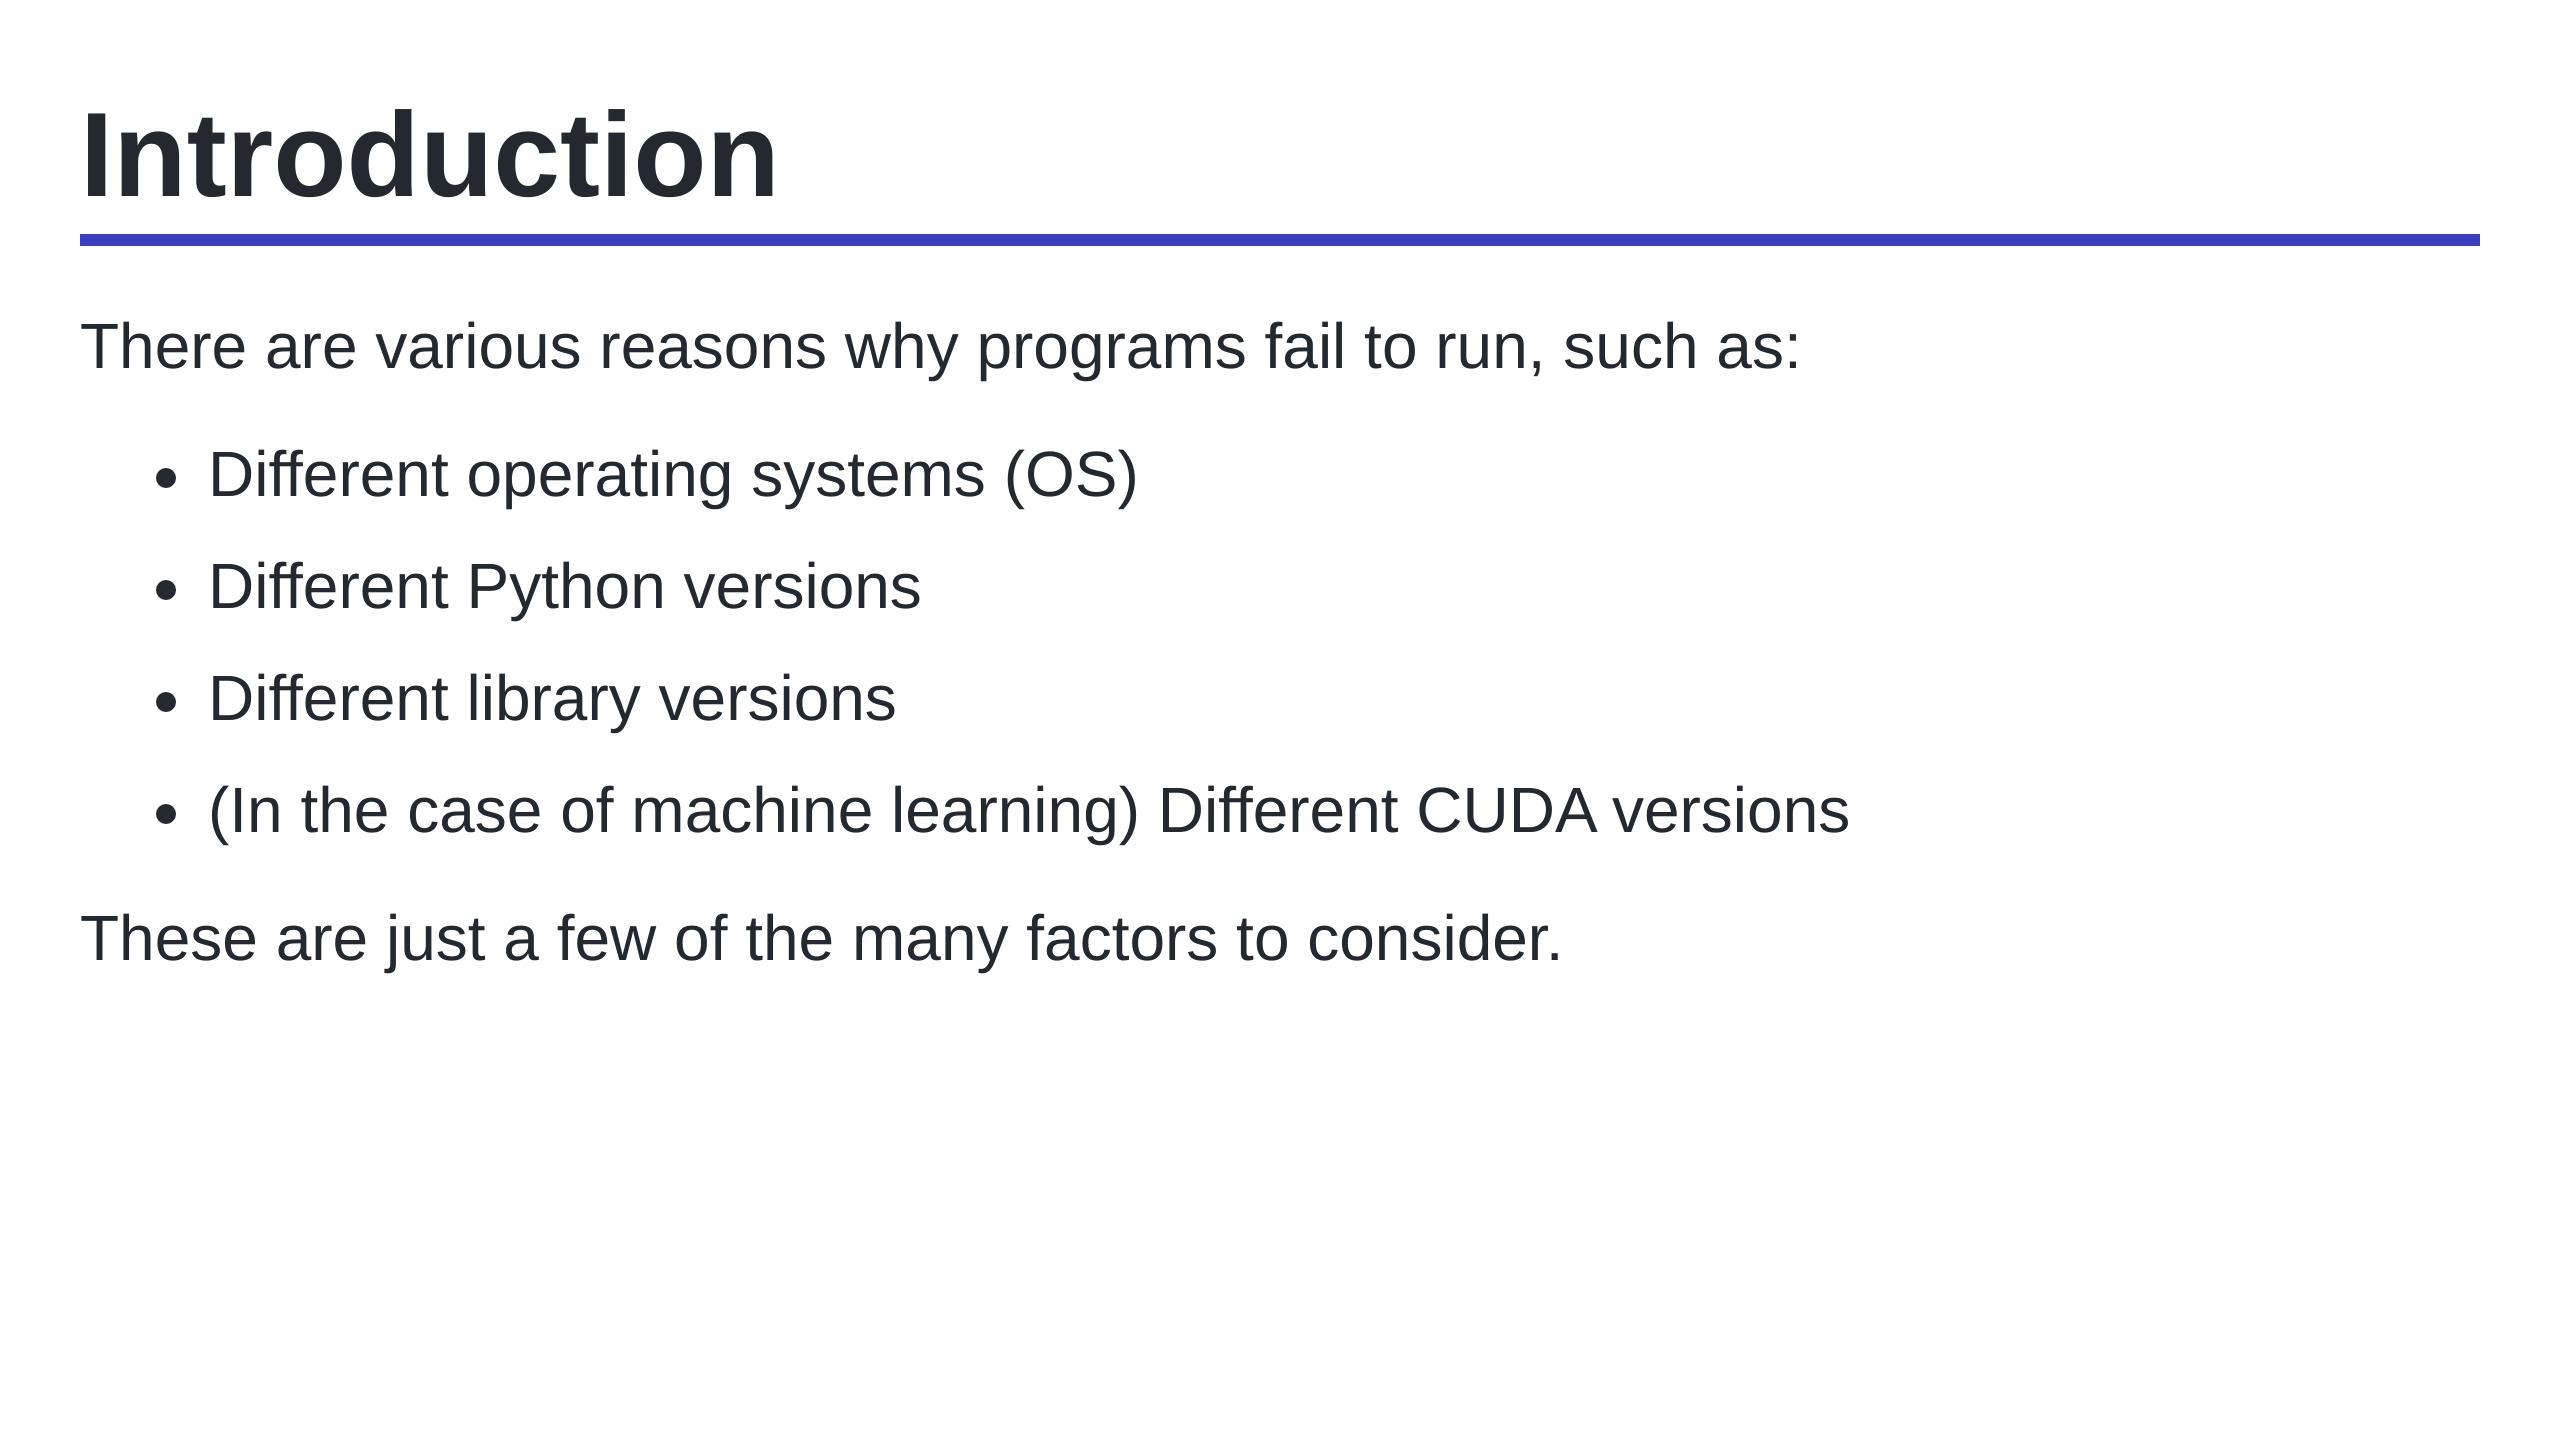 Introduction
There are various reasons why programs fail to run, such as:
• Different operating systems (OS)
• Different Python versions
• Different library versions
• (In the case of machine learning) Different CUDA versions
These are just a few of the many factors to consider.